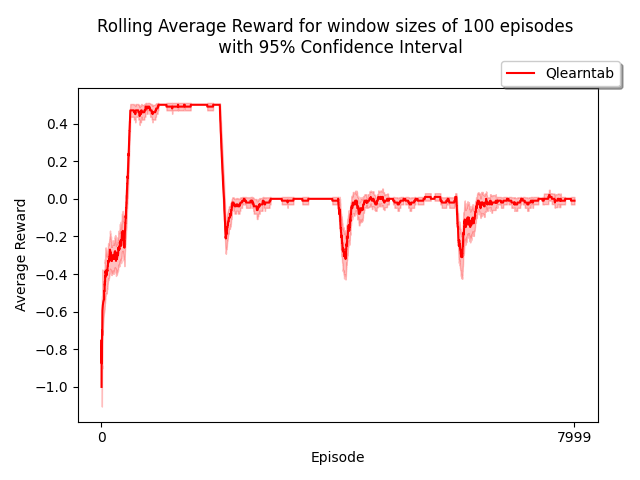 Rolling Average Reward for window sizes of 100 episodes
with 95% Confidence Interval
Qlearntab
0.4
0.2
0.0
−0.2
−0.4
−0.6
−0.8
−1.0
Average Reward
0
7999
Episode